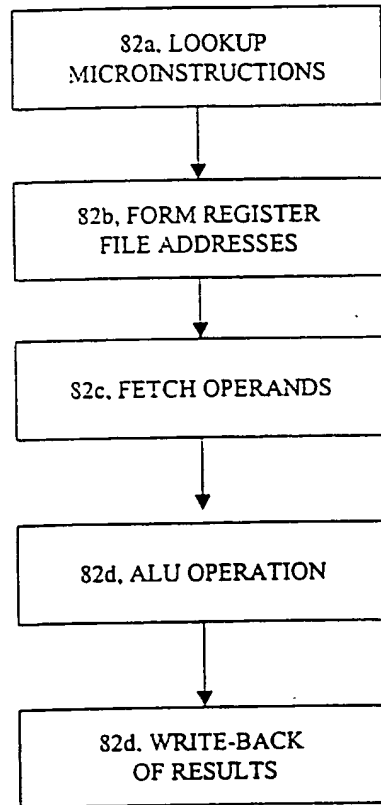 82a, LOOKUP
MICROINSTRUCTIONS
82b, FORM REGISTER
FILE ADDRESSES
82c, FETCH OPERANDS
82d, ALU OPERATION
82d, WRITE-BACK
OF RESULTS